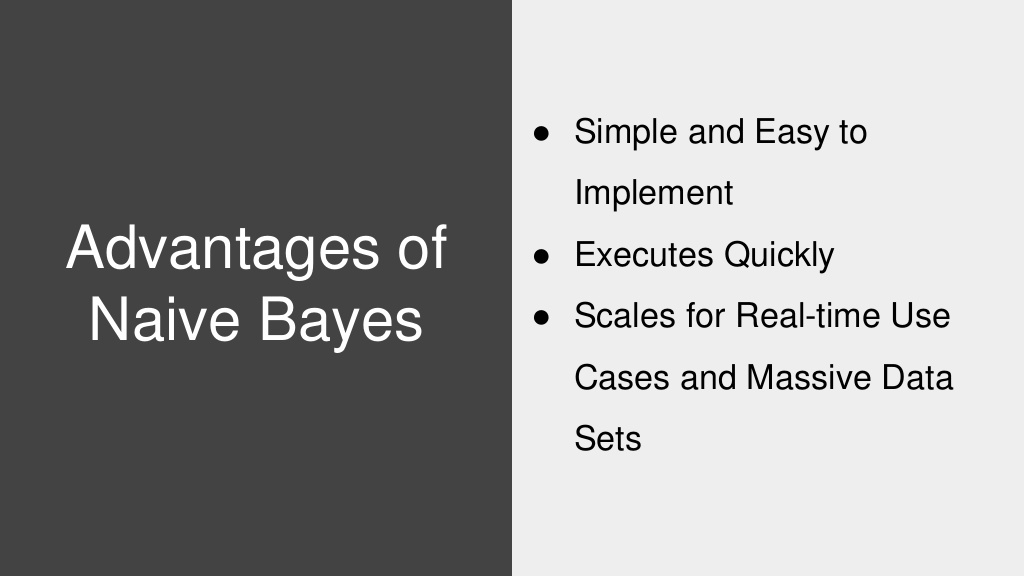 Advantages of
Naive Bayes
● Simple and Easy to
Implement
● Executes Quickly
● Scales for Real-time Use
Cases and Massive Data
Sets